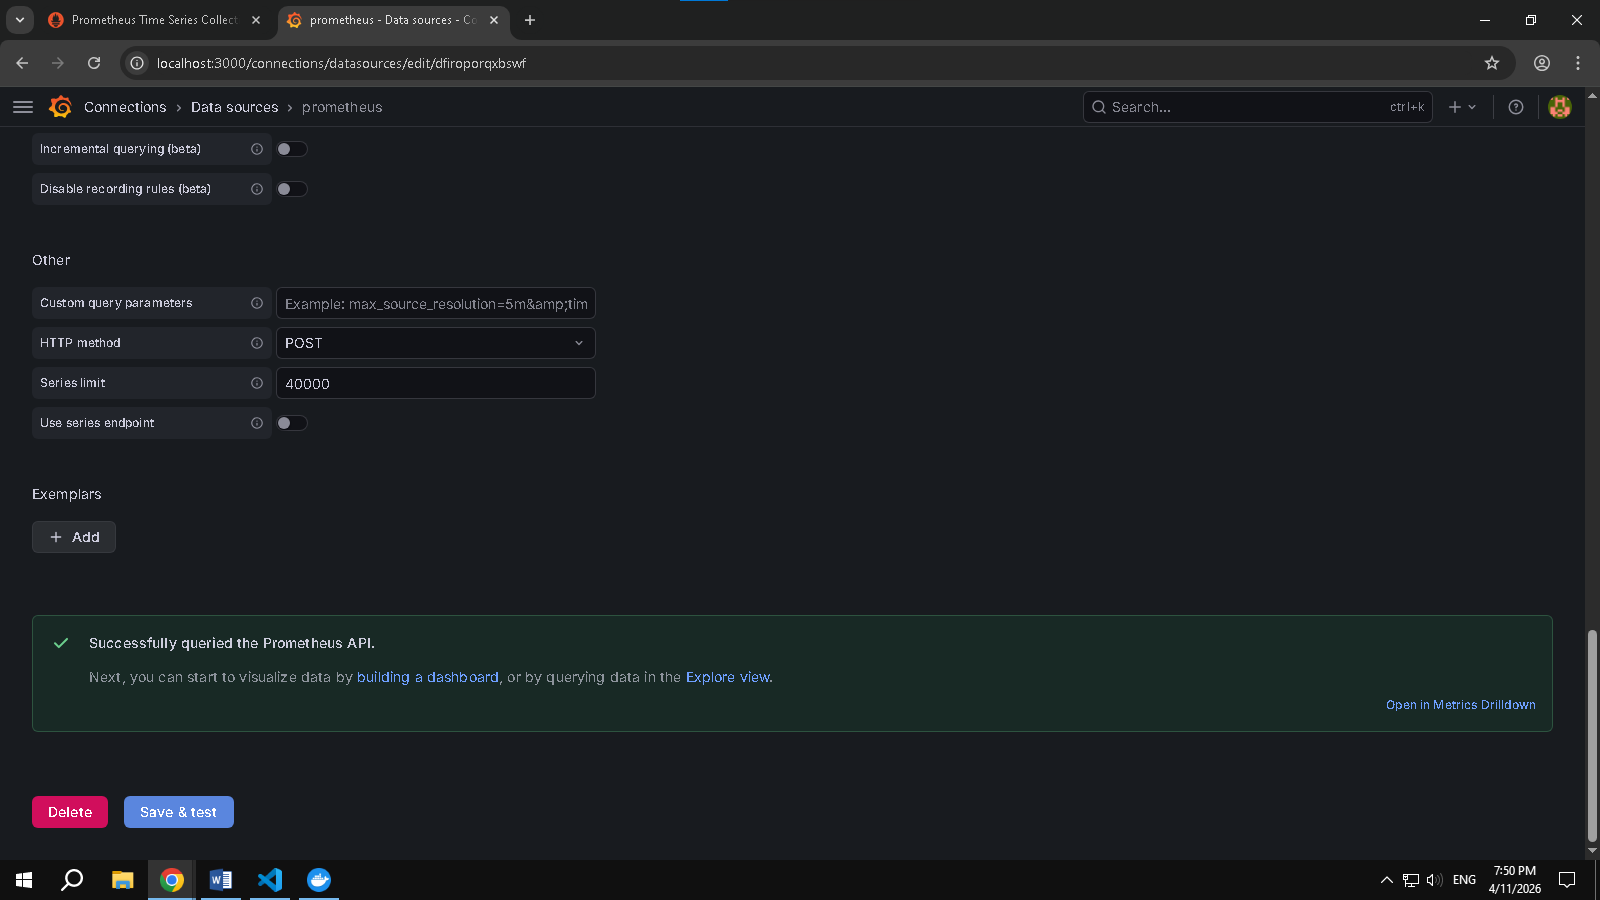 Prometheus Time Series Collect
prometheus - Data sources - Co
localhost:3000/connections/datasources/edit/dfiroporqxbswf
Connections › Data sources › prometheus
Search...
ctrl+k
Incremental querying (beta)
Disable recording rules (beta)
Other
Custom query parameters
Example: max_source_resolution=5m&amp;tim
HTTP method
POST
Series limit
40000
Use series endpoint
Exemplars
+ Add
Successfully queried the Prometheus API.
Next, you can start to visualize data by building a dashboard, or by querying data in the Explore view.
Open in Metrics Drilldown
Delete
Save & test
ENG
7:50 PM
4/11/2026